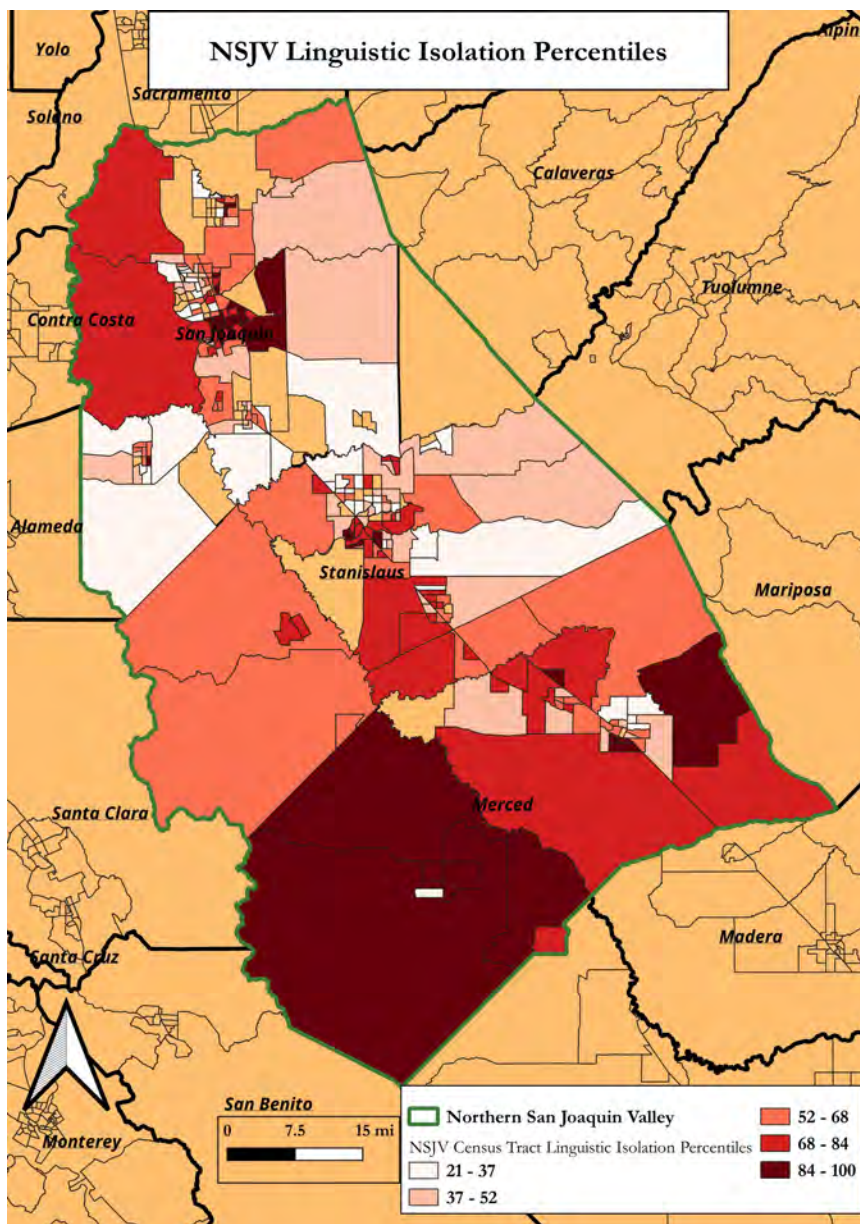 NSJV Linguistic Isolation Percentiles
Alpin
Yolo
Sacramento
Solano
Calaveras
Tuolumne
Contra Costa
San Joaquin
Alameda
Stanislaus
Mariposa
Santa Clara
Merced
Madera
Santa Cruz
San Benito
Monterey
0 7.5 15 mi
Northern San Joaquin Valley
NSJV Census Tract Linguistic Isolation Percentiles
21 - 37
37 - 52
52 - 68
68 - 84
84 - 100